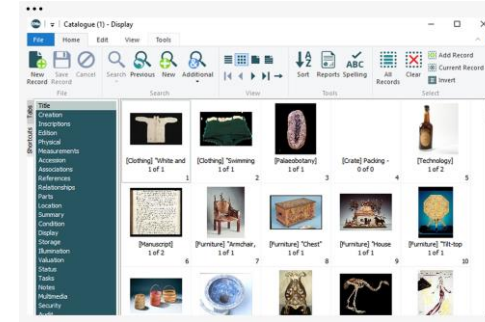 Catalogue (1) - Display
File Home Edit View Tools
New Record
Save Record
Cancel
Search
Previous
New
Additional
Sort
Reports
Spelling
All Records
Clear
Add Record
Current Record
Invert
File Search View Tools Select
Tabs
Shortcuts
Title
Creation
Inscriptions
Edition
Physical
Measurements
Accession
Associations
References
Relationships
Parts
Location
Summary
Condition
Display
Storage
Illumination
Valuation
Status
Tasks
Notes
Multimedia
Security
Audit
[Clothing] "White and
1 of 1
1
[Clothing] "Swimming
1 of 1
2
[Palaeobotany]
1 of 1
3
[Crate] Packing -
0 of 0
4
[Technology]
1 of 2
5
[Manuscript]
1 of 2
6
[Furniture] "Armchair,
1 of 1
7
[Furniture] "Chest"
1 of 1
8
[Furniture] "House
1 of 1
9
[Furniture] "Tilt-top
1 of 1
10